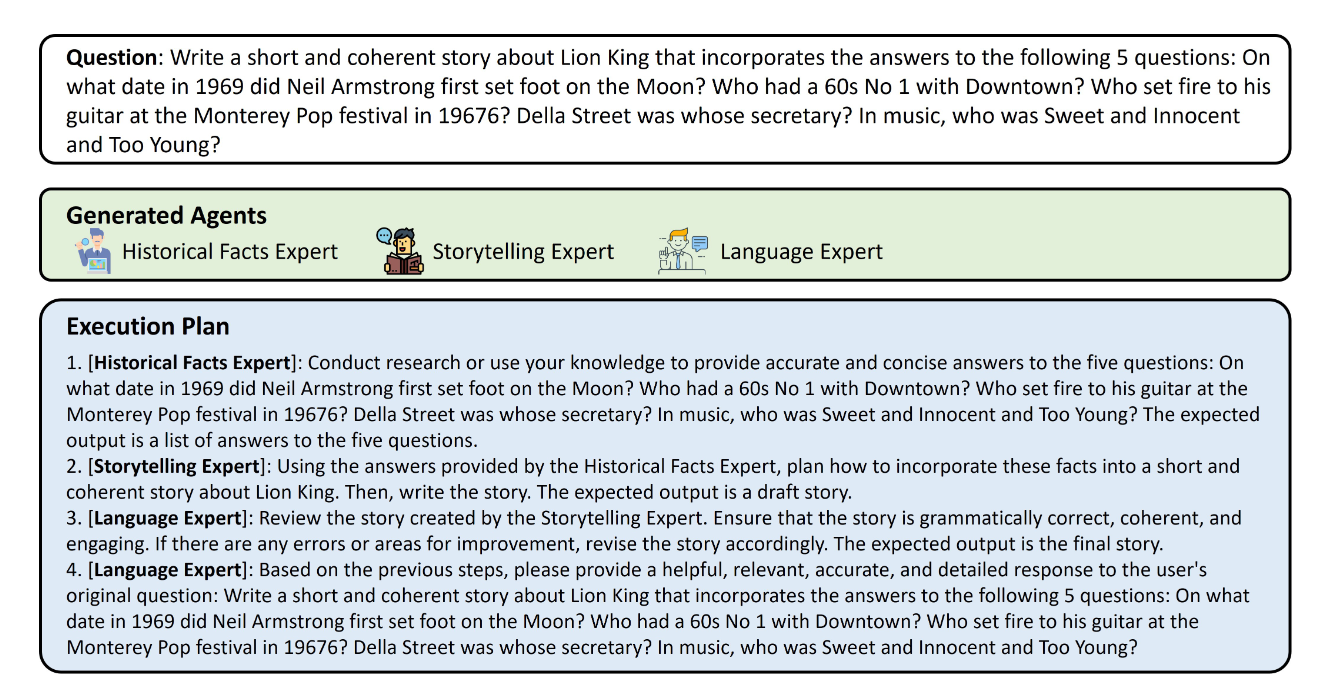 Question: Write a short and coherent story about Lion King that incorporates the answers to the following 5 questions: On
what date in 1969 did Neil Armstrong first set foot on the Moon? Who had a 60s No 1 with Downtown? Who set fire to his
guitar at the Monterey Pop festival in 19676? Della Street was whose secretary? In music, who was Sweet and Innocent
and Too Young?
Generated Agents
Historical Facts Expert Storytelling Expert Language Expert
Execution Plan
1. [Historical Facts Expert]: Conduct research or use your knowledge to provide accurate and concise answers to the five questions: On
what date in 1969 did Neil Armstrong first set foot on the Moon? Who had a 60s No 1 with Downtown? Who set fire to his guitar at the
Monterey Pop festival in 19676? Della Street was whose secretary? In music, who was Sweet and Innocent and Too Young? The expected
output is a list of answers to the five questions.
2. [Storytelling Expert]: Using the answers provided by the Historical Facts Expert, plan how to incorporate these facts into a short and
coherent story about Lion King. Then, write the story. The expected output is a draft story.
3. [Language Expert]: Review the story created by the Storytelling Expert. Ensure that the story is grammatically correct, coherent, and
engaging. If there are any errors or areas for improvement, revise the story accordingly. The expected output is the final story.
4. [Language Expert]: Based on the previous steps, please provide a helpful, relevant, accurate, and detailed response to the user's
original question: Write a short and coherent story about Lion King that incorporates the answers to the following 5 questions: On what
date in 1969 did Neil Armstrong first set foot on the Moon? Who had a 60s No 1 with Downtown? Who set fire to his guitar at the
Monterey Pop festival in 19676? Della Street was whose secretary? In music, who was Sweet and Innocent and Too Young?